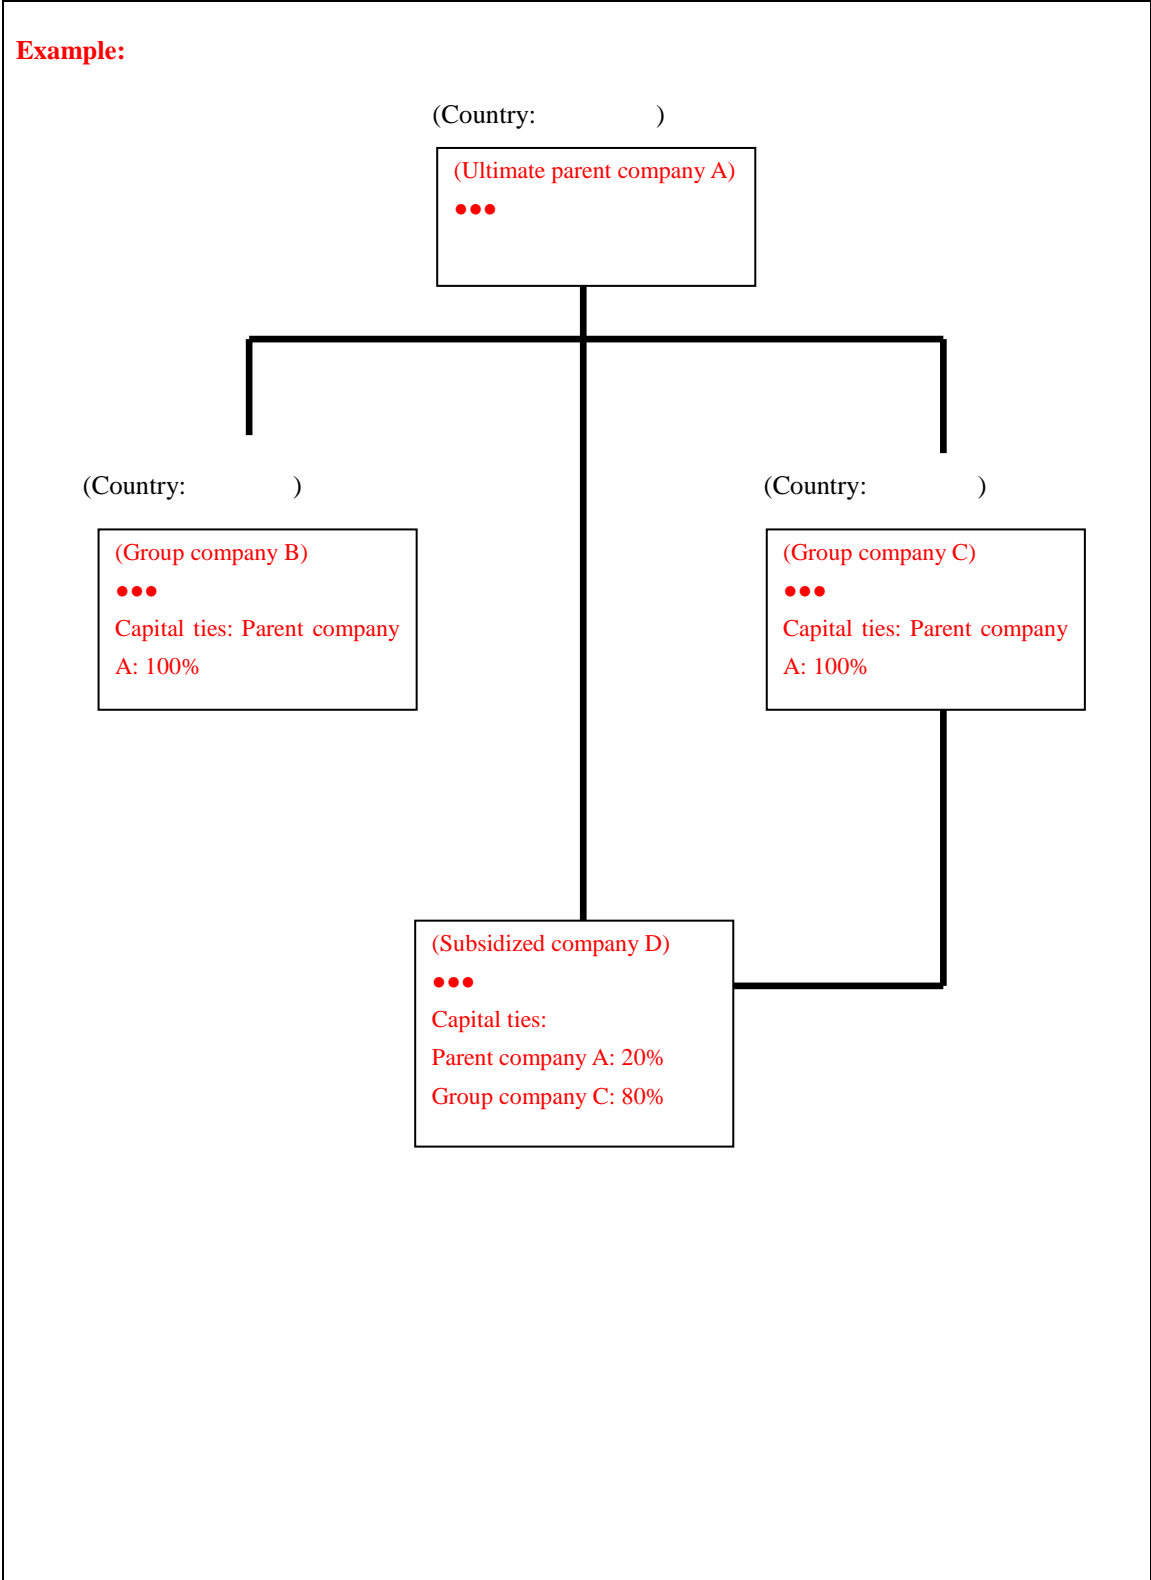 Example:
(Country: )
(Ultimate parent company A)
●●●
(Country: )
(Country: )
(Group company B)
●●●
Capital ties: Parent company
A: 100%
(Group company C)
●●●
Capital ties: Parent company
A: 100%
(Subsidized company D)
●●●
Capital ties:
Parent company A: 20%
Group company C: 80%